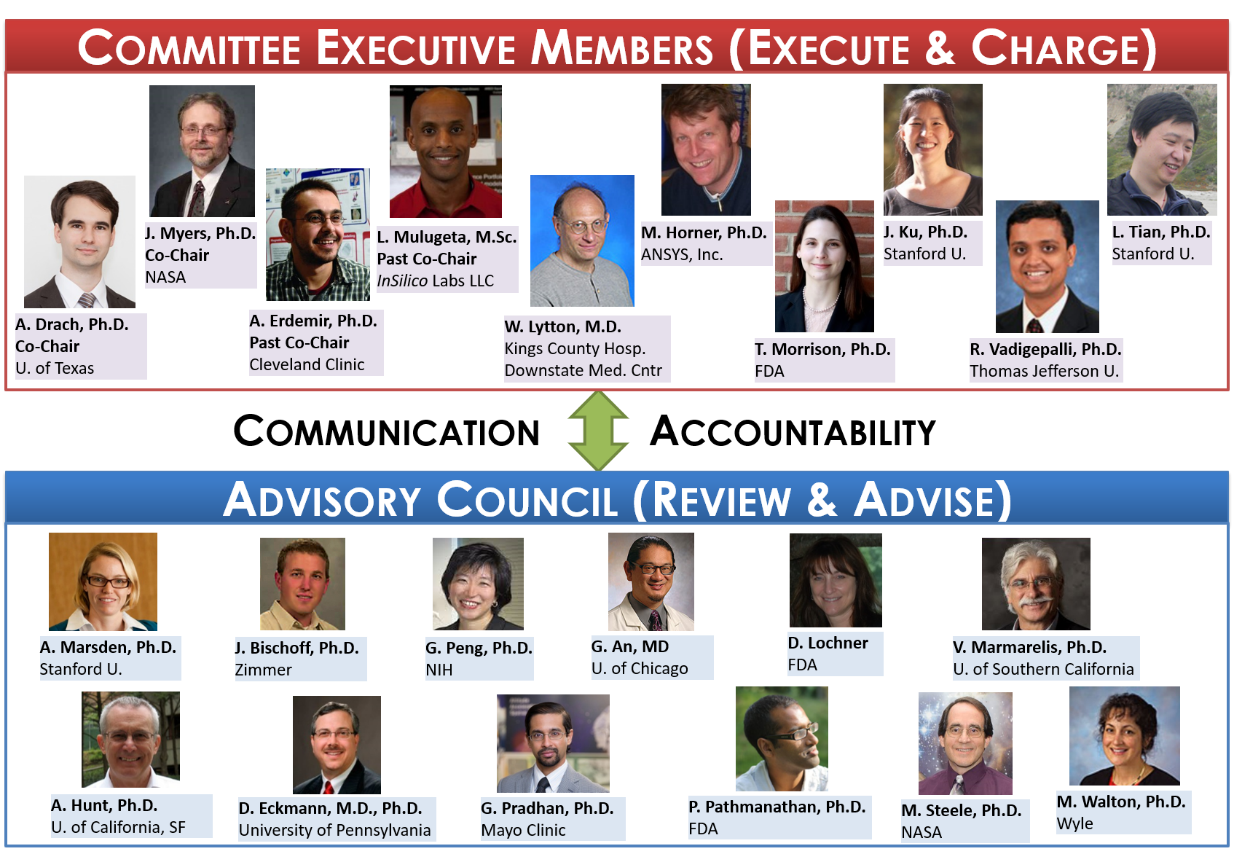 COMMITTEE EXECUTIVE MEMBERS (EXECUTE & CHARGE)
A. Drach, Ph.D.
Co-Chair
U. of Texas
J. Myers, Ph.D.
Co-Chair
NASA
A. Erdemir, Ph.D.
Past Co-Chair
Cleveland Clinic
L. Mulugeta, M.Sc.
Past Co-Chair
InSilico Labs LLC
W. Lytton, M.D.
Kings County Hosp.
Downstate Med. Cntr
M. Horner, Ph.D.
ANSYS, Inc.
T. Morrison, Ph.D.
FDA
J. Ku, Ph.D.
Stanford U.
R. Vadigepalli, Ph.D.
Thomas Jefferson U.
L. Tian, Ph.D.
Stanford U.
COMMUNICATION
ACCOUNTABILITY
ADVISORY COUNCIL (REVIEW & ADVISE)
A. Marsden, Ph.D.
Stanford U.
J. Bischoff, Ph.D.
Zimmer
G. Peng, Ph.D.
NIH
G. An, MD
U. of Chicago
D. Lochner
FDA
V. Marmarelis, Ph.D.
U. of Southern California
A. Hunt, Ph.D.
U. of California, SF
D. Eckmann, M.D., Ph.D.
University of Pennsylvania
G. Pradhan, Ph.D.
Mayo Clinic
P. Pathmanathan, Ph.D.
FDA
M. Steele, Ph.D.
NASA
M. Walton, Ph.D.
Wyle